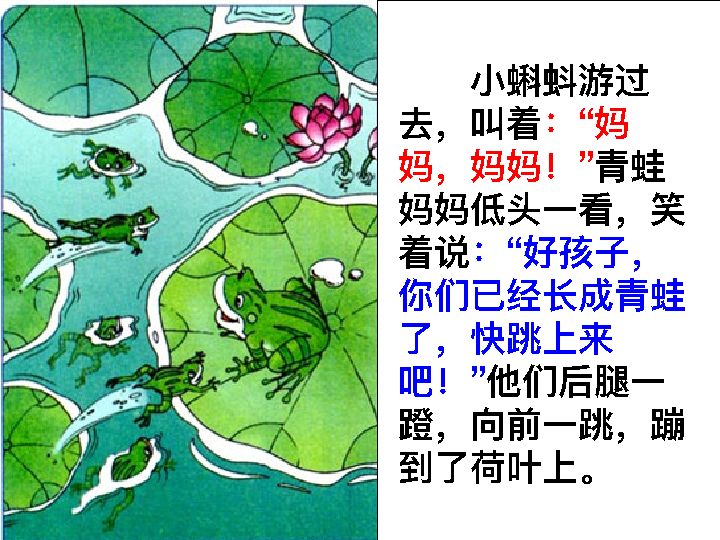 小蝌蚪游过
去，叫着：“妈
妈，妈妈！”青蛙
妈妈低头一看，笑
着说：“好孩子，
你们已经长成青蛙
了，快跳上来
吧！”他们后腿一
蹬，向前一跳，蹦
到了荷叶上。